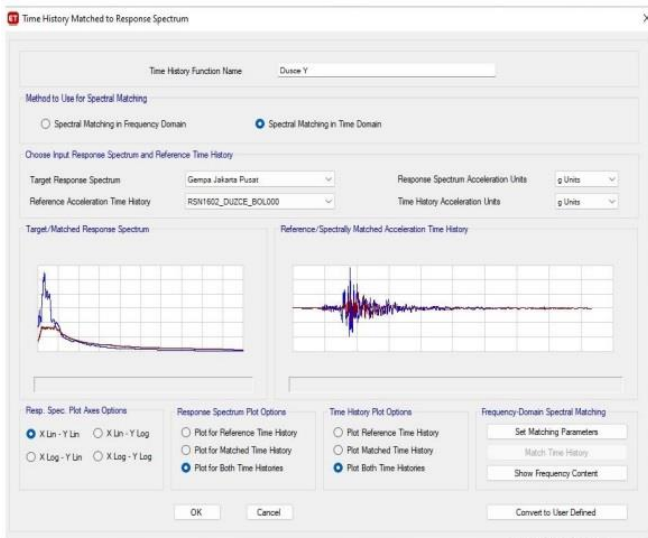 ET Time History Matched to Response Spectrum
Time History Function Name Dusce Y
Method to Use for Spectral Matching
Spectral Matching in Frequency Domain Spectral Matching in Time Domain
Choose Input Response Spectrum and Reference Time History
Target Response Spectrum Gempa Jakarta Pusat Response Spectrum Acceleration Units g Units
Reference Acceleration Time History RSN1602_DUZCE_BOL000 Time History Acceleration Units g Units
Target/Matched Response Spectrum Reference/Spectrally Matched Acceleration Time History
Resp. Spec. Plot Axes Options Response Spectrum Plot Options Time History Plot Options Frequency-Domain Spectral Matching
X Lin - Y Lin X Lin - Y Log Plot for Reference Time History Plot Reference Time History Set Matching Parameters
Plot for Matched Time History Plot Matched Time History Match Time History
X Log - Y Lin X Log - Y Log Plot for Both Time Histories Plot Both Time Histories Show Frequency Content
OK Cancel Convert to User Defined